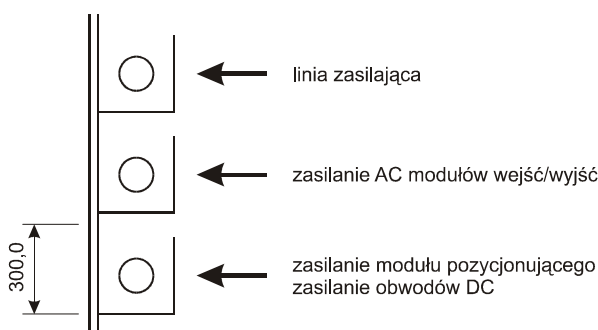 linia zasilająca
zasilanie AC modułów wejść/wyjść
300,0
zasilanie modułu pozycjonującego
zasilanie obwodów DC